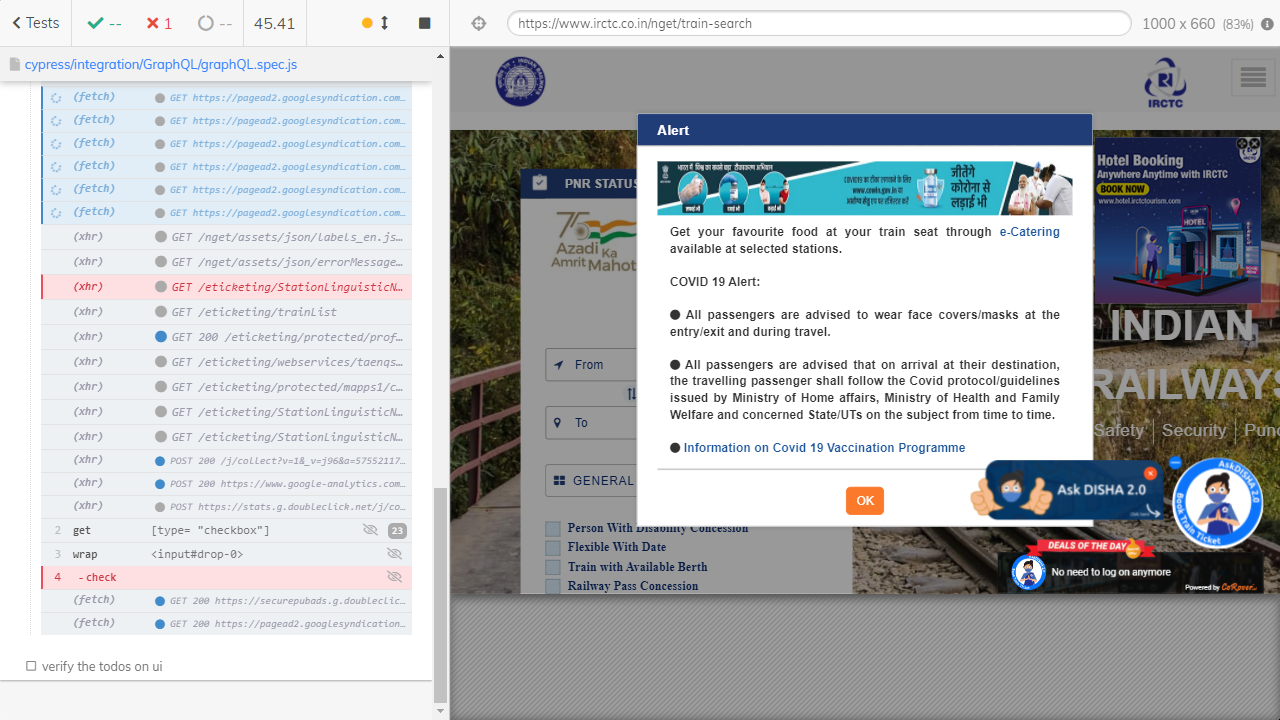 Tests
--
1
--
45.41
https://www.irctc.co.in/nget/train-search
1000 x 660 (83%)
cypress/integration/GraphQL/graphQL.spec.js
(fetch) GET https://pagead2.googlesyndication.com…
(fetch) GET https://pagead2.googlesyndication.com…
(fetch) GET https://pagead2.googlesyndication.com…
(fetch) GET https://pagead2.googlesyndication.com…
(fetch) GET https://pagead2.googlesyndication.com…
(fetch) GET https://pagead2.googlesyndication.com…
(xhr) GET /nget/assets/json/labels_en.js…
(xhr) GET /nget/assets/json/errorMessage…
(xhr) GET /eticketing/StationLinguisticN…
(xhr) GET /eticketing/trainList
(xhr) GET 200 /eticketing/protected/prof…
(xhr) GET /eticketing/webservices/taenqs…
(xhr) GET /eticketing/protected/mapps1/c…
(xhr) GET /eticketing/StationLinguisticN…
(xhr) GET /eticketing/StationLinguisticN…
(xhr) POST 200 /j/collect?v=1&_v=j96&a=57552117…
(xhr) POST 200 https://www.google-analytics.com…
(xhr) POST https://stats.g.doubleclick.net/j/co…
2 get [type= "checkbox"] 23
3 wrap <input#drop-0>
4 -check
(fetch) GET 200 https://securepubads.g.doubleclic…
(fetch) GET 200 https://pagead2.googlesyndication…
verify the todos on ui
IRCTC
PNR STATUS
75
Azadi Ka
Amrit Mahot
From
To
GENERAL
Person With Disability Concession
Flexible With Date
Train with Available Berth
Railway Pass Concession
Alert
जीतेंगे
कोरोना से
लड़ाई भी
www.cowin.gov.in
Get your favourite food at your train seat through e-Catering
available at selected stations.
COVID 19 Alert:
● All passengers are advised to wear face covers/masks at the
entry/exit and during travel.
● All passengers are advised that on arrival at their destination,
the travelling passenger shall follow the Covid protocol/guidelines
issued by Ministry of Home affairs, Ministry of Health and Family
Welfare and concerned State/UTs on the subject from time to time.
● Information on Covid 19 Vaccination Programme
OK
Hotel Booking
Anywhere Anytime with IRCTC
BOOK NOW
www.hotel.irctctourism.com
HOTEL
INDIAN
RAILWAYS
Safety | Security | Punc
Ask DISHA 2.0
AskDISHA 2.0
Book Train Ticket
DEALS OF THE DAY
No need to log on anymore
Powered by CoRover